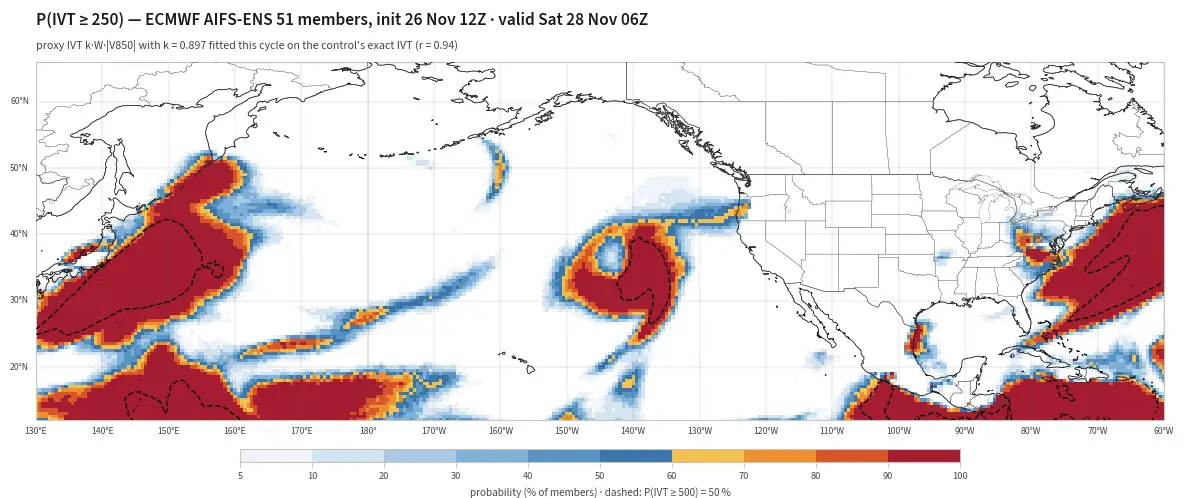 P(IVT ≥ 250) — ECMWF AIFS-ENS 51 members, init 26 Nov 12Z · valid Sat 28 Nov 06Z
proxy IVT k·W·|V850| with k = 0.897 fitted this cycle on the control's exact IVT (r = 0.94)
60°N
50°N
40°N
30°N
20°N
130°E 140°E 150°E 160°E 170°E 180° 170°W 160°W 150°W 140°W 130°W 120°W 110°W 100°W 90°W 80°W 70°W 60°W
5 10 20 30 40 50 60 70 80 90 100
probability (% of members) · dashed: P(IVT ≥ 500) = 50 %